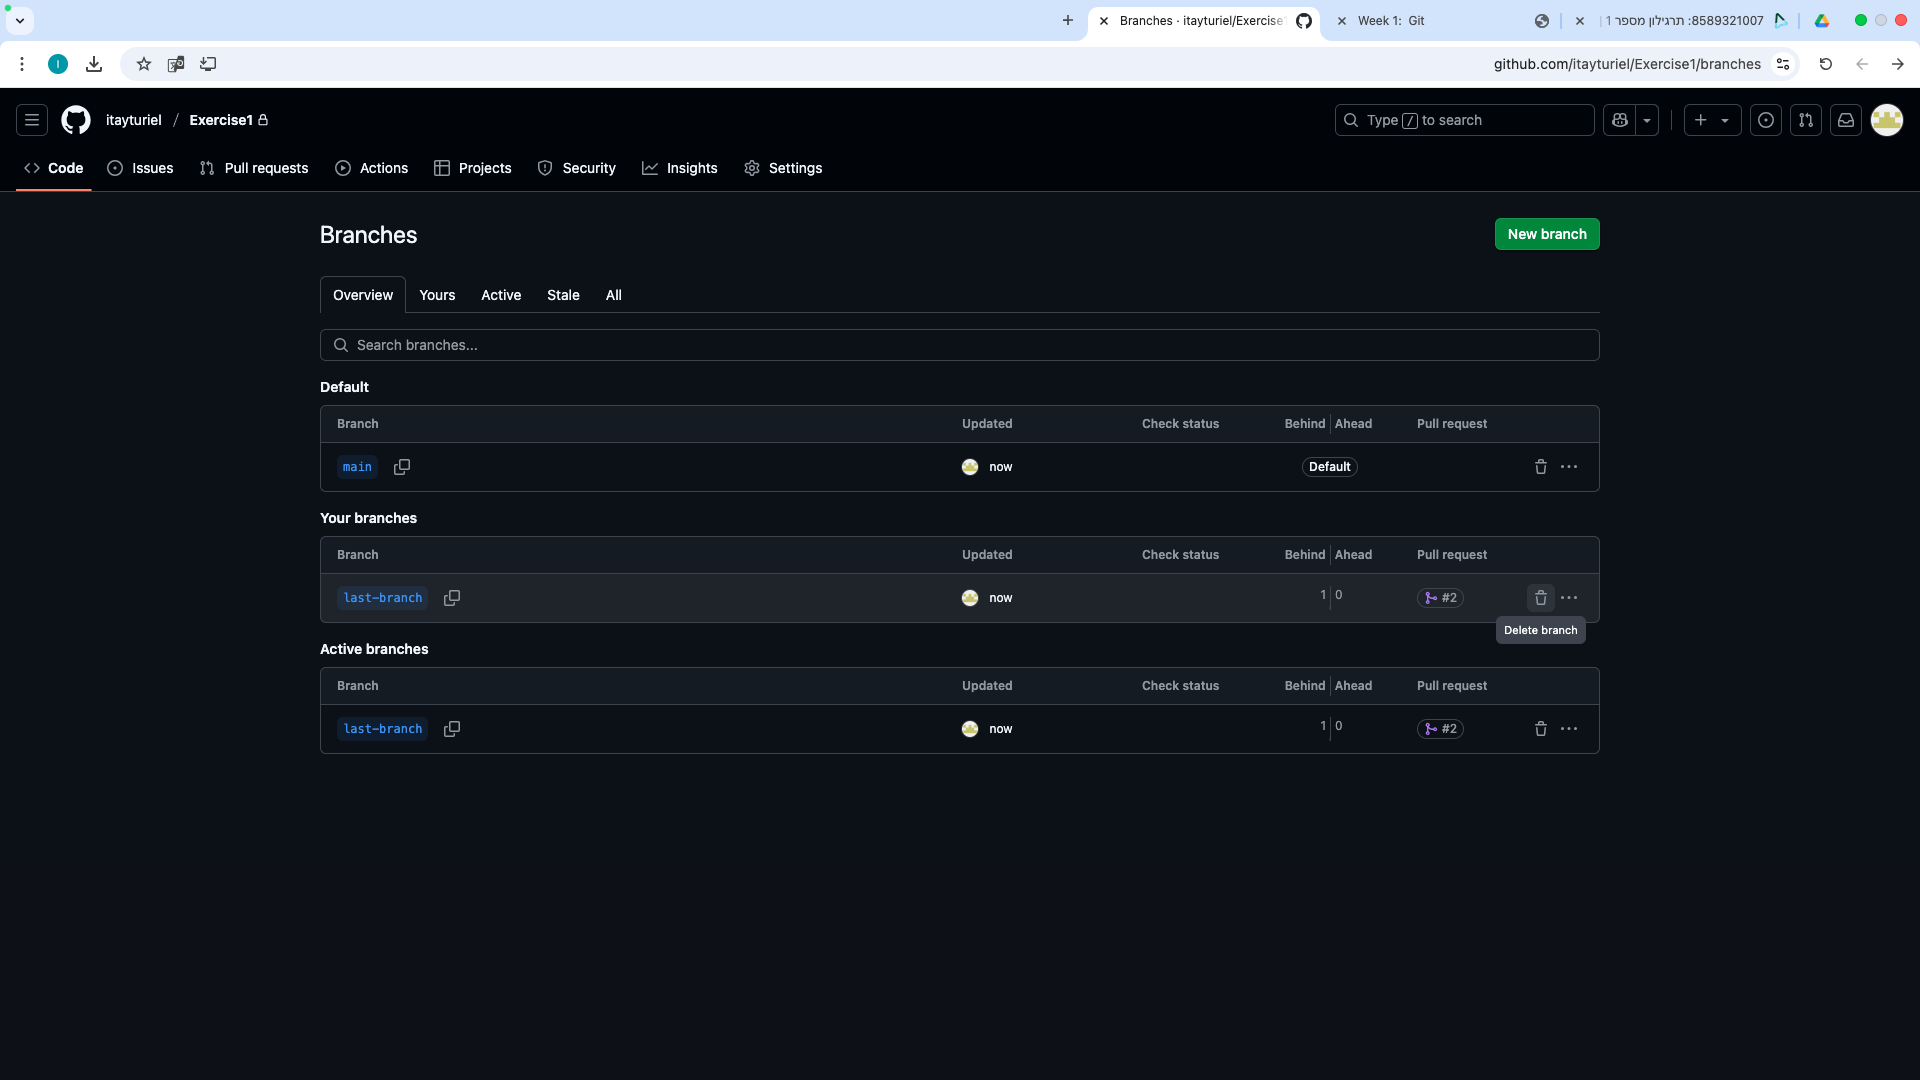 Branches · itayturiel/Exercise
Week 1: Git
8589321007: תרגילון מספר 1 |
I
github.com/itayturiel/Exercise1/branches
itayturiel / Exercise1
Type / to search
Code Issues Pull requests Actions Projects Security Insights Settings
Branches
New branch
Overview Yours Active Stale All
Search branches...
Default
Branch Updated Check status Behind Ahead Pull request
main now Default
Your branches
Branch Updated Check status Behind Ahead Pull request
last-branch now 1 0 #2
Delete branch
Active branches
Branch Updated Check status Behind Ahead Pull request
last-branch now 1 0 #2